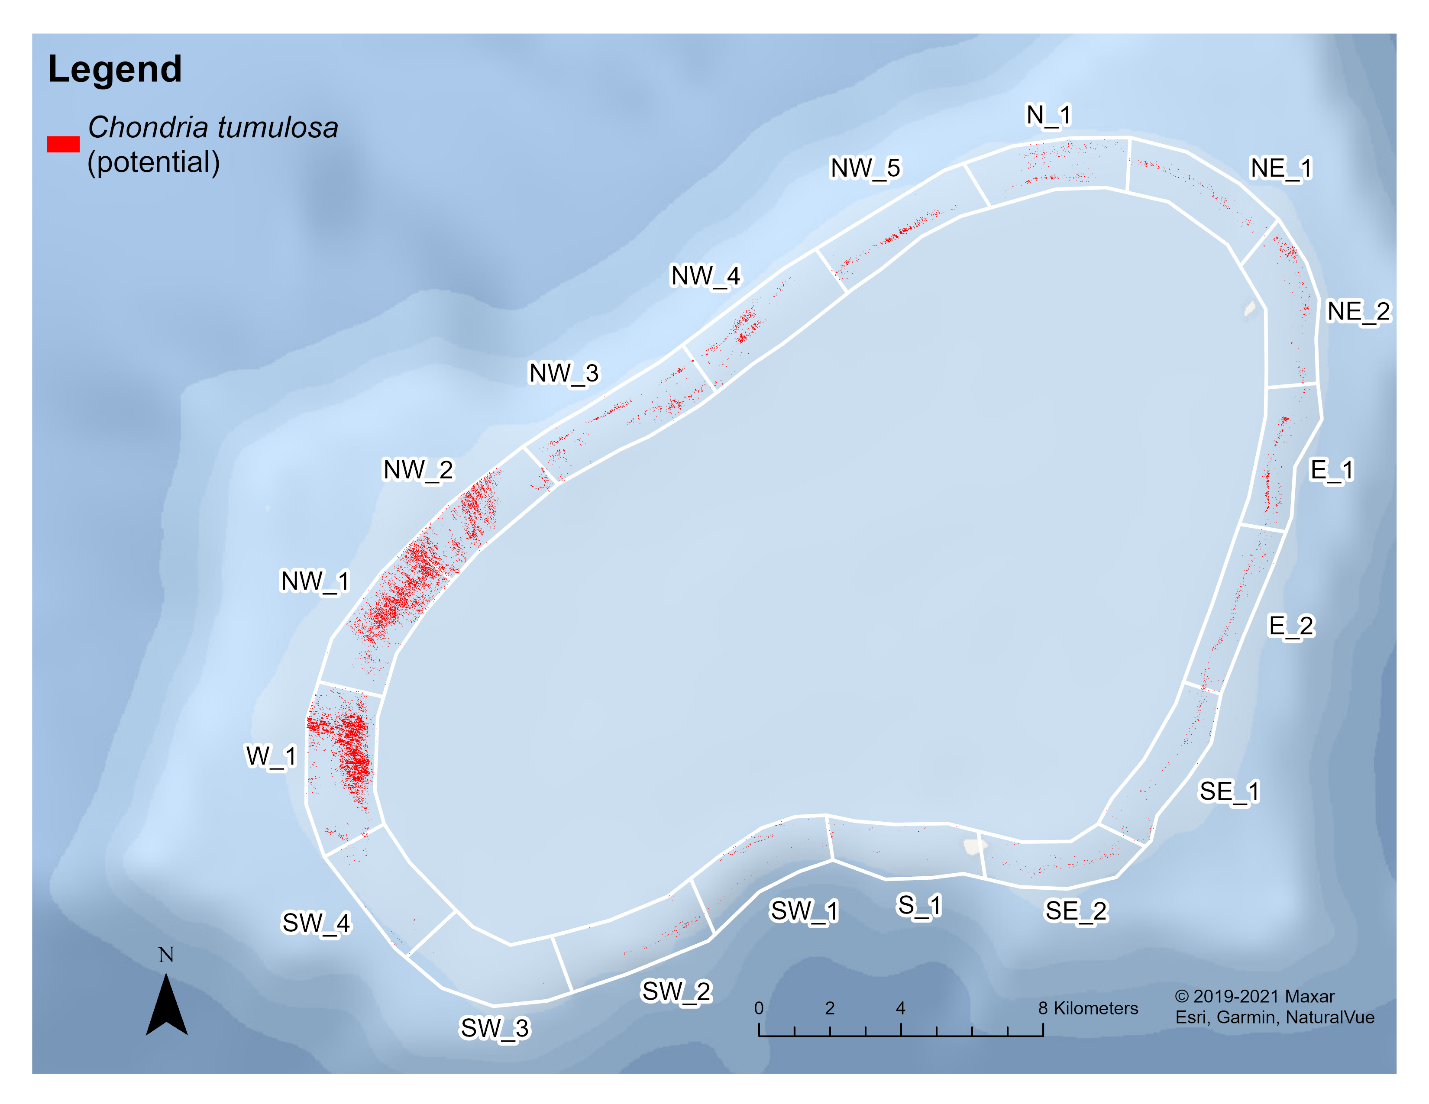 Legend
Chondria tumulosa
(potential)
N_1
NW_5
NE_1
NW_4
NE_2
NW_3
NW_2
E_1
NW_1
E_2
W_1
SE_1
SW_4
SW_1
S_1
SE_2
SW_2
SW_3
N
0 2 4 8 Kilometers
© 2019-2021 Maxar
Esri, Garmin, NaturalVue